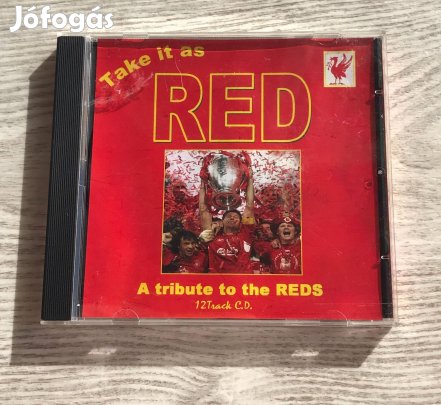 Jófogás
Take it as
RED
A tribute to the REDS
12Track C.D.